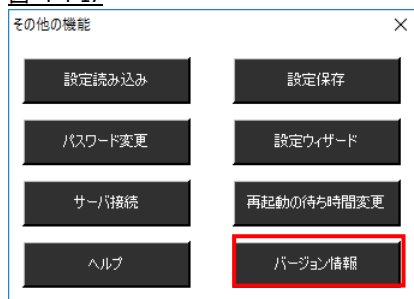 その他の機能
設定読み込み
設定保存
パスワード変更
設定ウィザード
サーバ接続
再起動の待ち時間変更
ヘルプ
バージョン情報